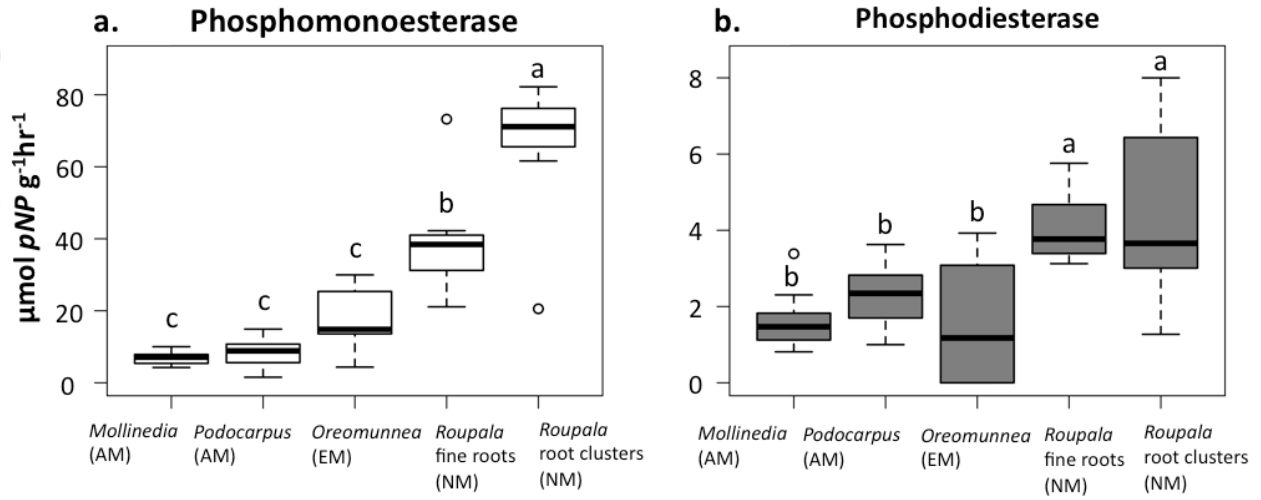 a. Phosphomonoesterase
µmol pNP g-1hr-1
80
60
40
20
0
c
c
c
b
a
Mollinedia
(AM)
Podocarpus
(AM)
Oreomunnea
(EM)
Roupala
fine roots
(NM)
Roupala
root clusters
(NM)
b. Phosphodiesterase
8
6
4
2
0
b
b
b
a
a
Mollinedia
(AM)
Podocarpus
(AM)
Oreomunnea
(EM)
Roupala
fine roots
(NM)
Roupala
root clusters
(NM)